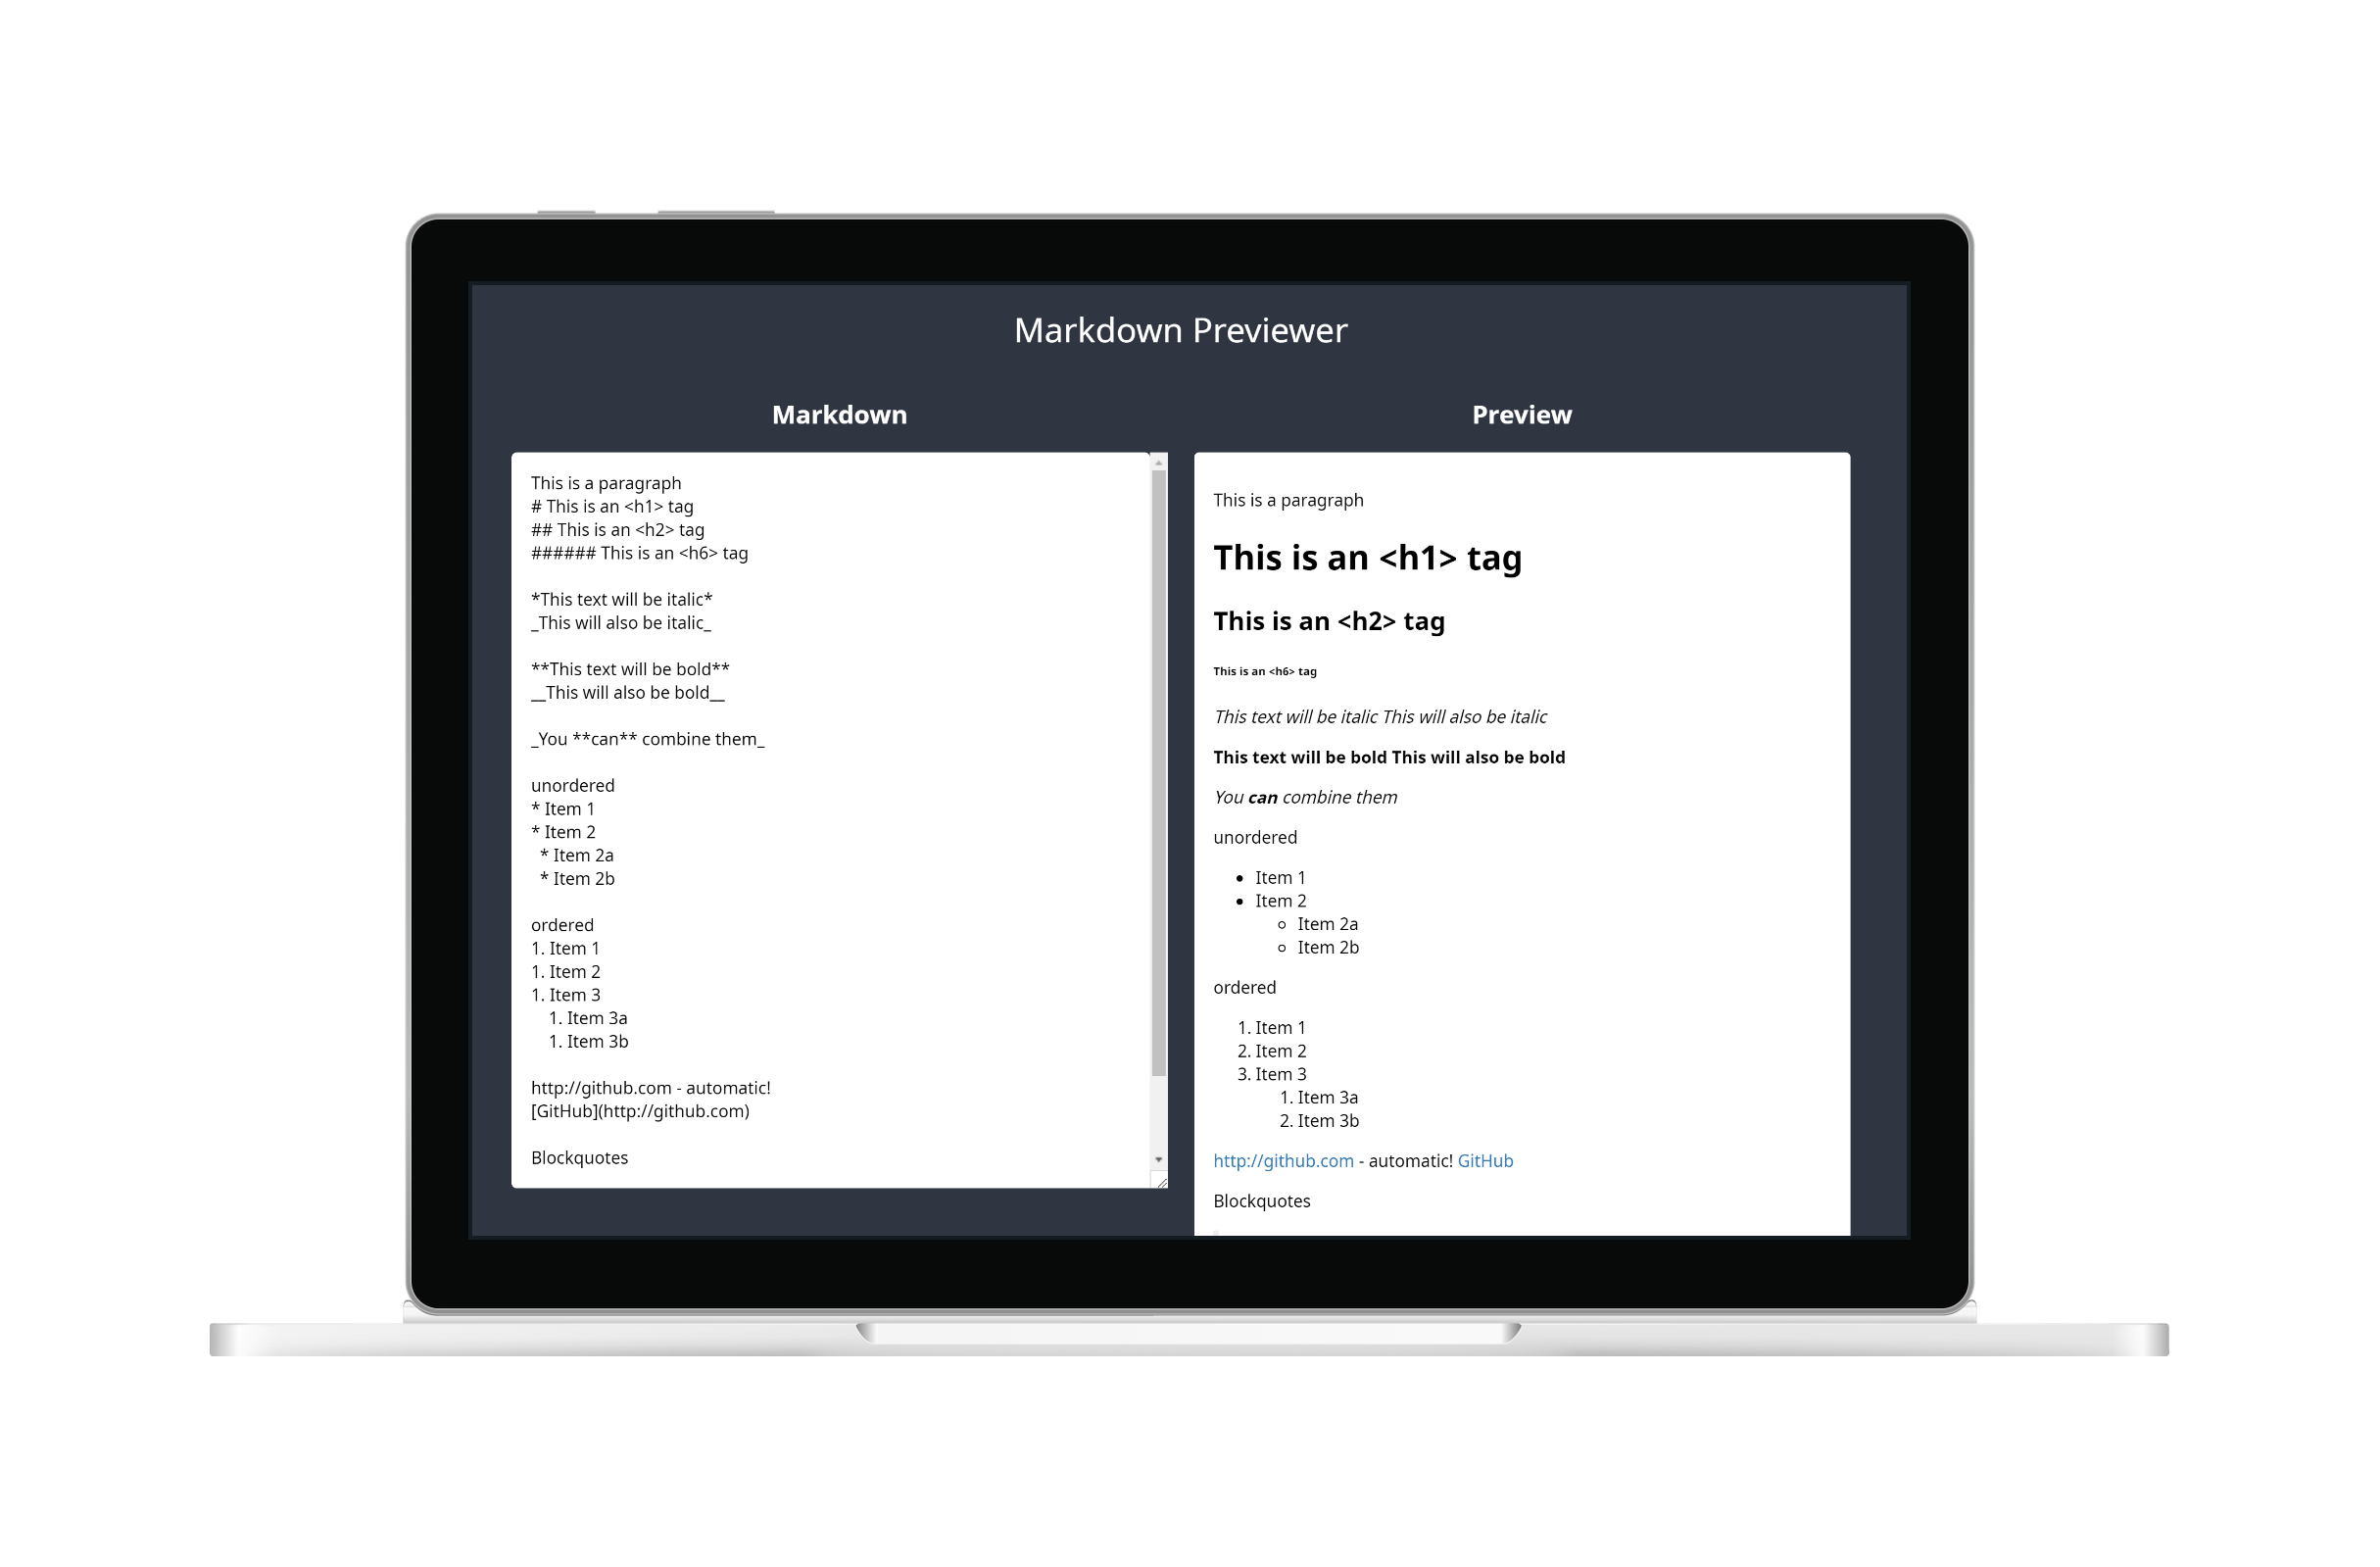 Markdown Previewer
Markdown
This is a paragraph
# This is an <h1> tag
## This is an <h2> tag
###### This is an <h6> tag
*This text will be italic*
_This will also be italic_
**This text will be bold**
__This will also be bold__
_You **can** combine them_
unordered
* Item 1
* Item 2
  * Item 2a
  * Item 2b
ordered
1. Item 1
1. Item 2
1. Item 3
    1. Item 3a
    1. Item 3b
http://github.com - automatic!
[GitHub](http://github.com)
Blockquotes
Preview
This is a paragraph
This is an <h1> tag
This is an <h2> tag
This is an <h6> tag
This text will be italic This will also be italic
This text will be bold This will also be bold
You can combine them
unordered
• Item 1
• Item 2
◦ Item 2a
◦ Item 2b
ordered
1. Item 1
2. Item 2
3. Item 3
1. Item 3a
2. Item 3b
http://github.com - automatic! GitHub
Blockquotes